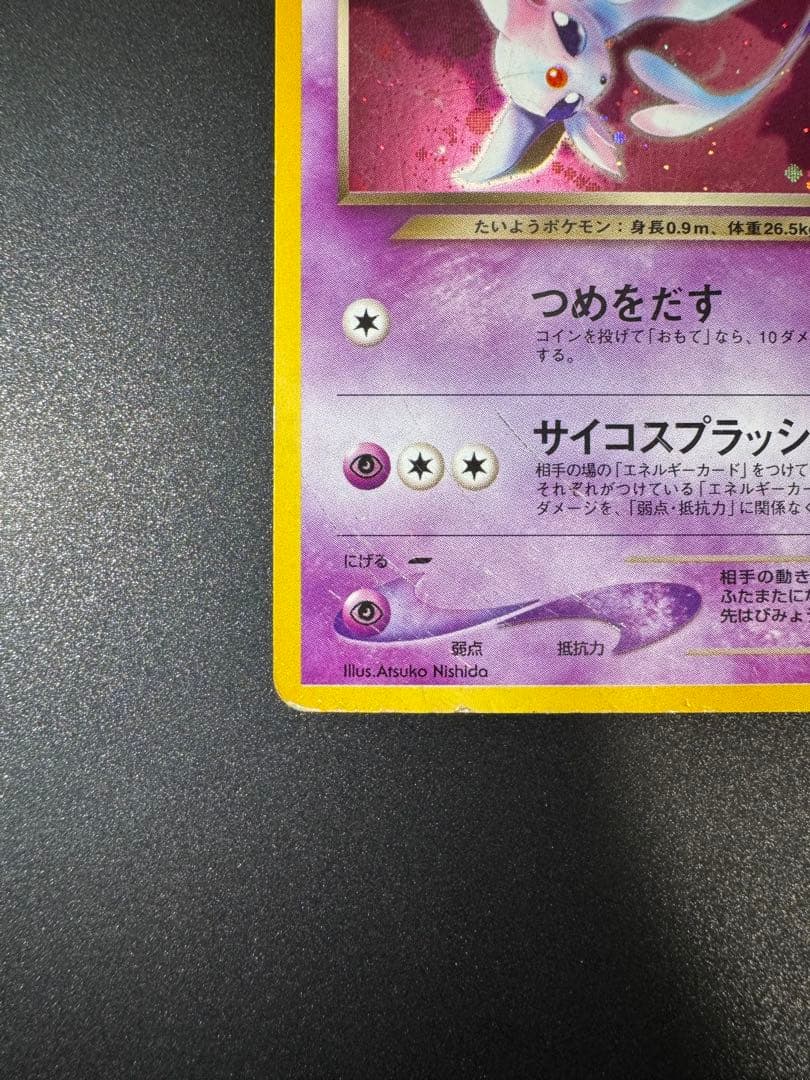 たいようポケモン：身長0.9m、体重26.5kg
つめをだす
コインを投げて「おもて」なら、10ダメ
する。
サイコスプラッシ
相手の場の「エネルギーカード」をつけて
それぞれがつけている「エネルギーカー
ダメージを、「弱点・抵抗力」に関係なく
にげる
相手の動き
ふたまたにな
先はびみょう
弱点 抵抗力
Illus.Atsuko Nishida